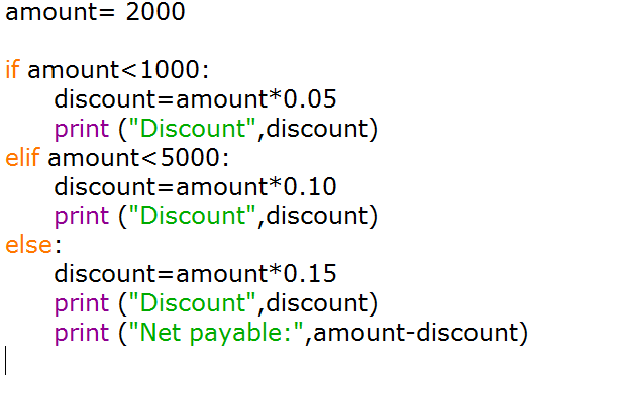 amount= 2000
if amount<1000:
discount=amount*0.05
print ("Discount",discount)
elif amount<5000:
discount=amount*0.10
print ("Discount",discount)
else:
discount=amount*0.15
print ("Discount",discount)
print ("Net payable:",amount-discount)